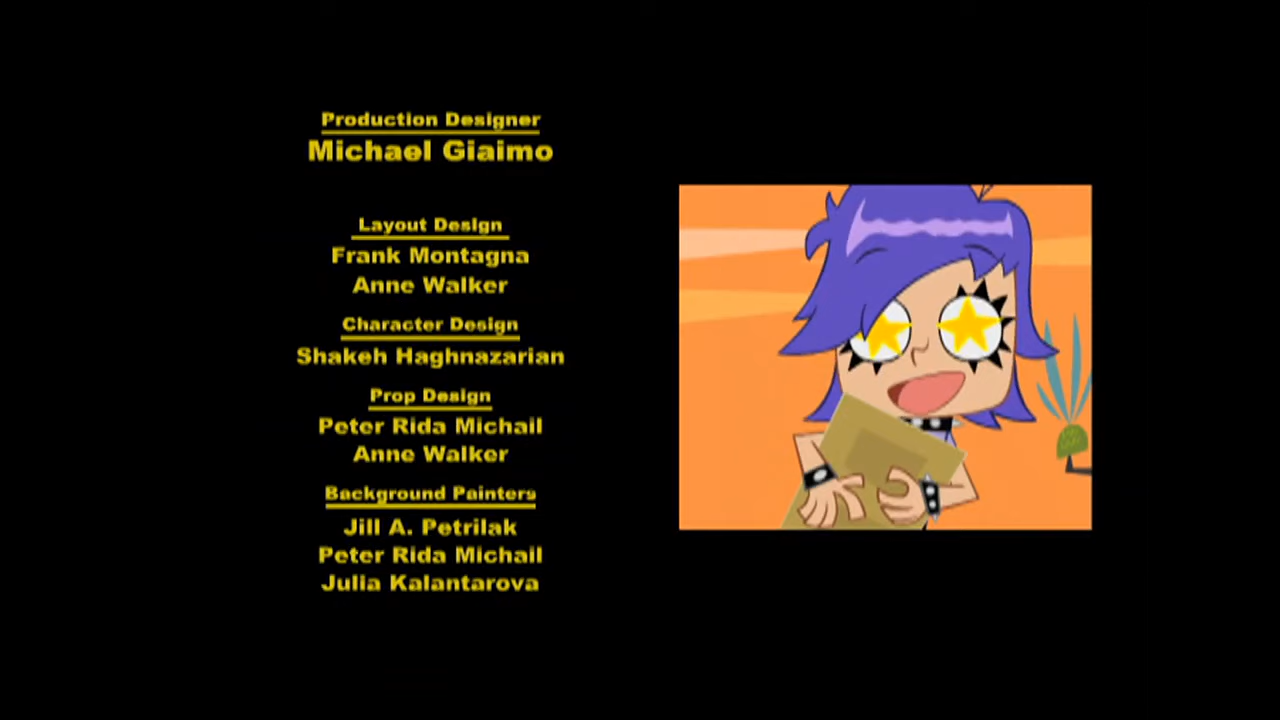 Production Designer
Michael Giaimo
Layout Design
Frank Montagna
Anne Walker
Character Design
Shakeh Haghnazarian
Prop Design
Peter Rida Michail
Anne Walker
Background Painters
Jill A. Petrilak
Peter Rida Michail
Julia Kalantarova